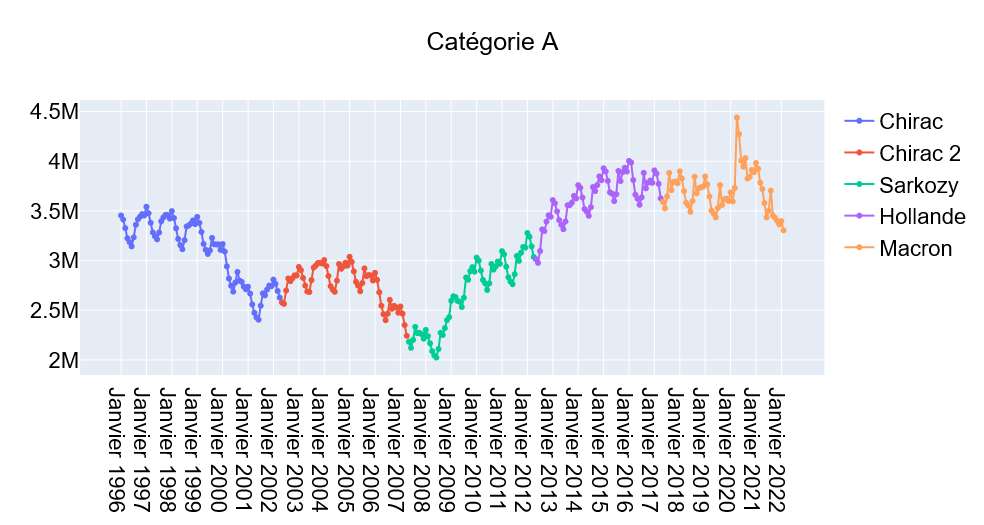 Catégorie A
4.5M
4M
3.5M
3M
2.5M
2M
Janvier 1996
Janvier 1997
Janvier 1998
Janvier 1999
Janvier 2000
Janvier 2001
Janvier 2002
Janvier 2003
Janvier 2004
Janvier 2005
Janvier 2006
Janvier 2007
Janvier 2008
Janvier 2009
Janvier 2010
Janvier 2011
Janvier 2012
Janvier 2013
Janvier 2014
Janvier 2015
Janvier 2016
Janvier 2017
Janvier 2018
Janvier 2019
Janvier 2020
Janvier 2021
Janvier 2022
Chirac
Chirac 2
Sarkozy
Hollande
Macron